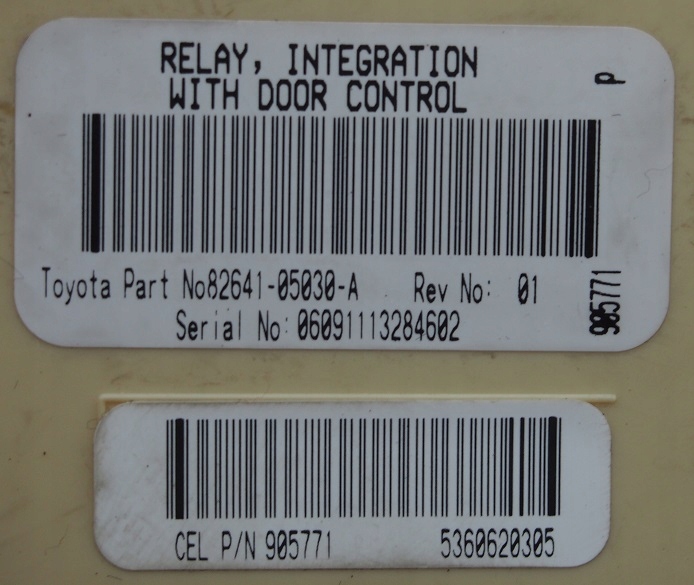 RELAY, INTEGRATION
WITH DOOR CONTROL
P
Toyota Part No82641-05030-A Rev No: 01
Serial No:06091113284602
905771
CEL P/N 905771 5360620305